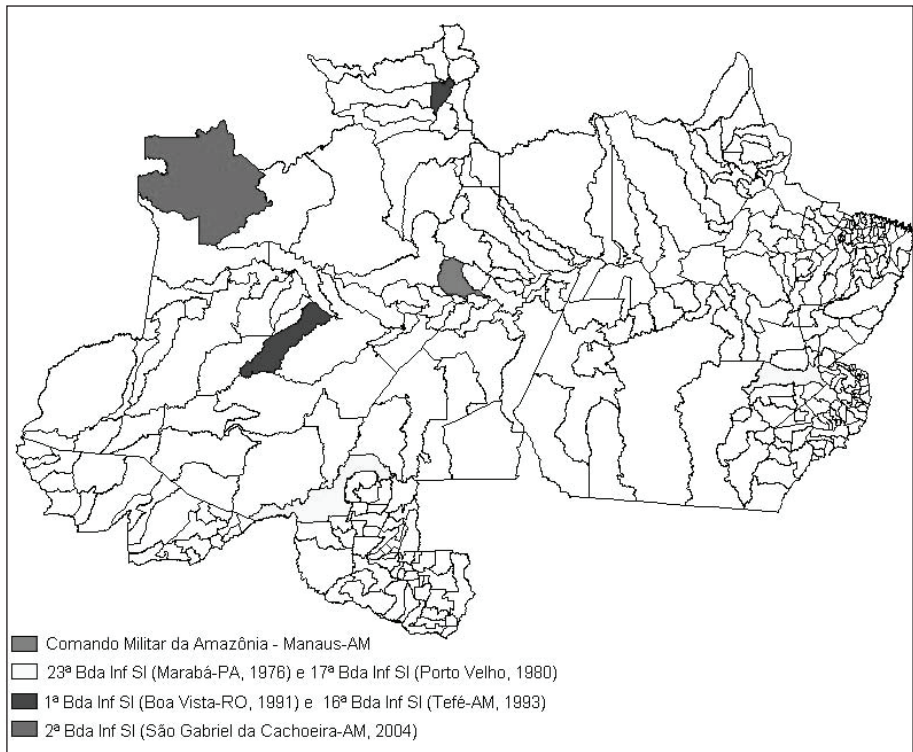 Comando Militar da Amazônia - Manaus-AM
23ª Bda Inf Sl (Marabá-PA, 1976) e 17ª Bda Inf Sl (Porto Velho, 1980)
1ª Bda Inf Sl (Boa Vista-RO, 1991) e 16ª Bda Inf Sl (Tefé-AM, 1993)
2ª Bda Inf Sl (São Gabriel da Cachoeira-AM, 2004)